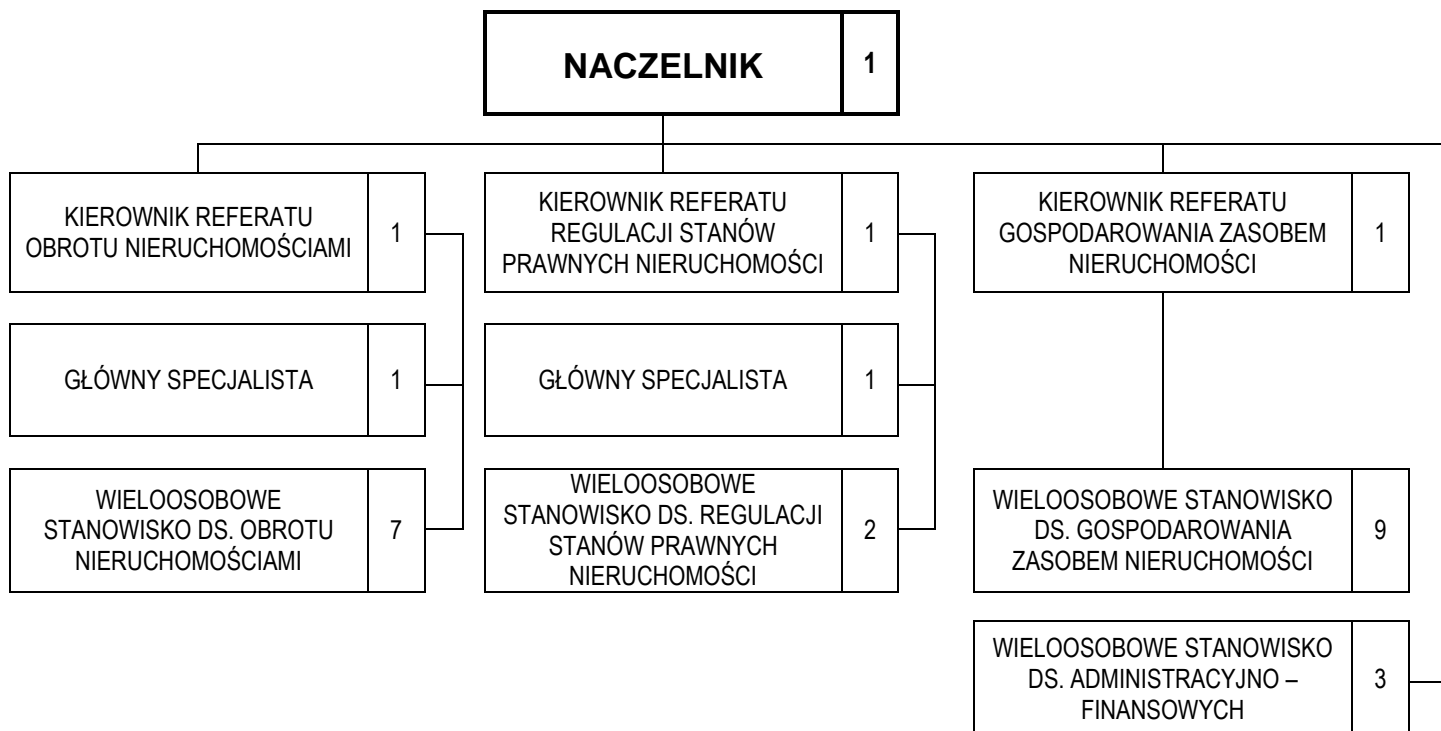 NACZELNIK
1
KIEROWNIK REFERATU
OBROTU NIERUCHOMOŚCIAMI
1
KIEROWNIK REFERATU
REGULACJI STANÓW
PRAWNYCH NIERUCHOMOŚCI
1
KIEROWNIK REFERATU
GOSPODAROWANIA ZASOBEM
NIERUCHOMOŚCI
1
GŁÓWNY SPECJALISTA
1
GŁÓWNY SPECJALISTA
1
WIELOOSOBOWE
STANOWISKO DS. OBROTU
NIERUCHOMOŚCIAMI
7
WIELOOSOBOWE
STANOWISKO DS. REGULACJI
STANÓW PRAWNYCH
NIERUCHOMOŚCI
2
WIELOOSOBOWE STANOWISKO
DS. GOSPODAROWANIA
ZASOBEM NIERUCHOMOŚCI
9
WIELOOSOBOWE STANOWISKO
DS. ADMINISTRACYJNO –
FINANSOWYCH
3